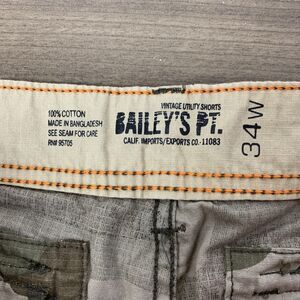 100% COTTON
MADE IN BANGLADESH
SEE SEAM FOR CARE
RN# 95705
VINTAGE UTILITY SHORTS
BAILEY'S PT.
CALIF. IMPORTS/EXPORTS CO.-11083
34W